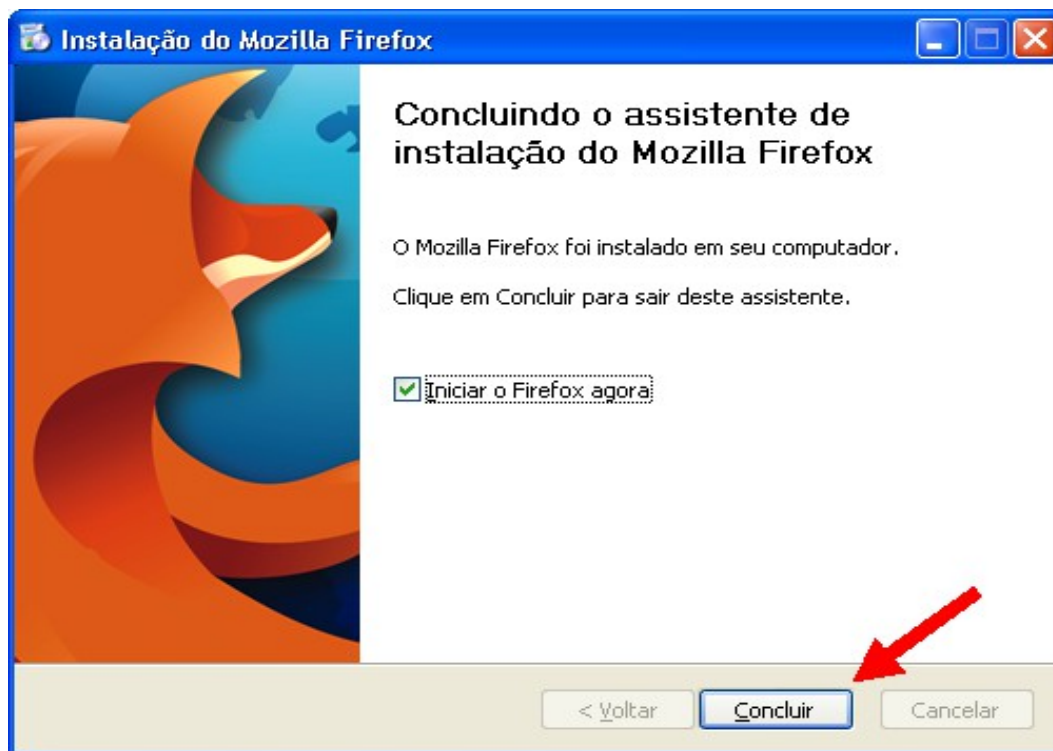 Instalação do Mozilla Firefox
Concluindo o assistente de
instalação do Mozilla Firefox
O Mozilla Firefox foi instalado em seu computador.
Clique em Concluir para sair deste assistente.
Iniciar o Firefox agora
< Voltar
Concluir
Cancelar